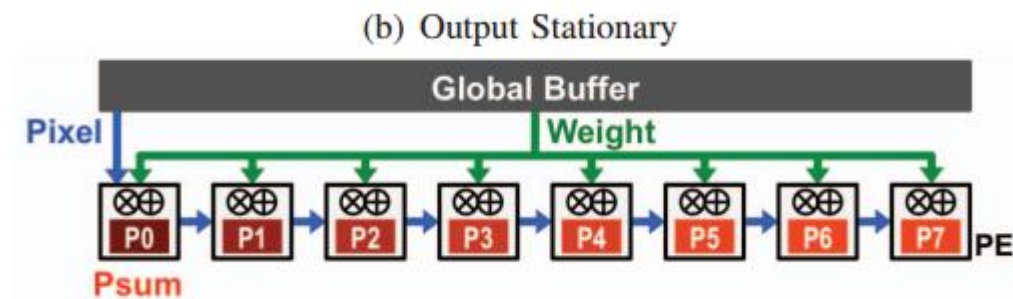 (b) Output Stationary
Global Buffer
Pixel Weight
P0 P1 P2 P3 P4 P5 P6 P7 PE
Psum